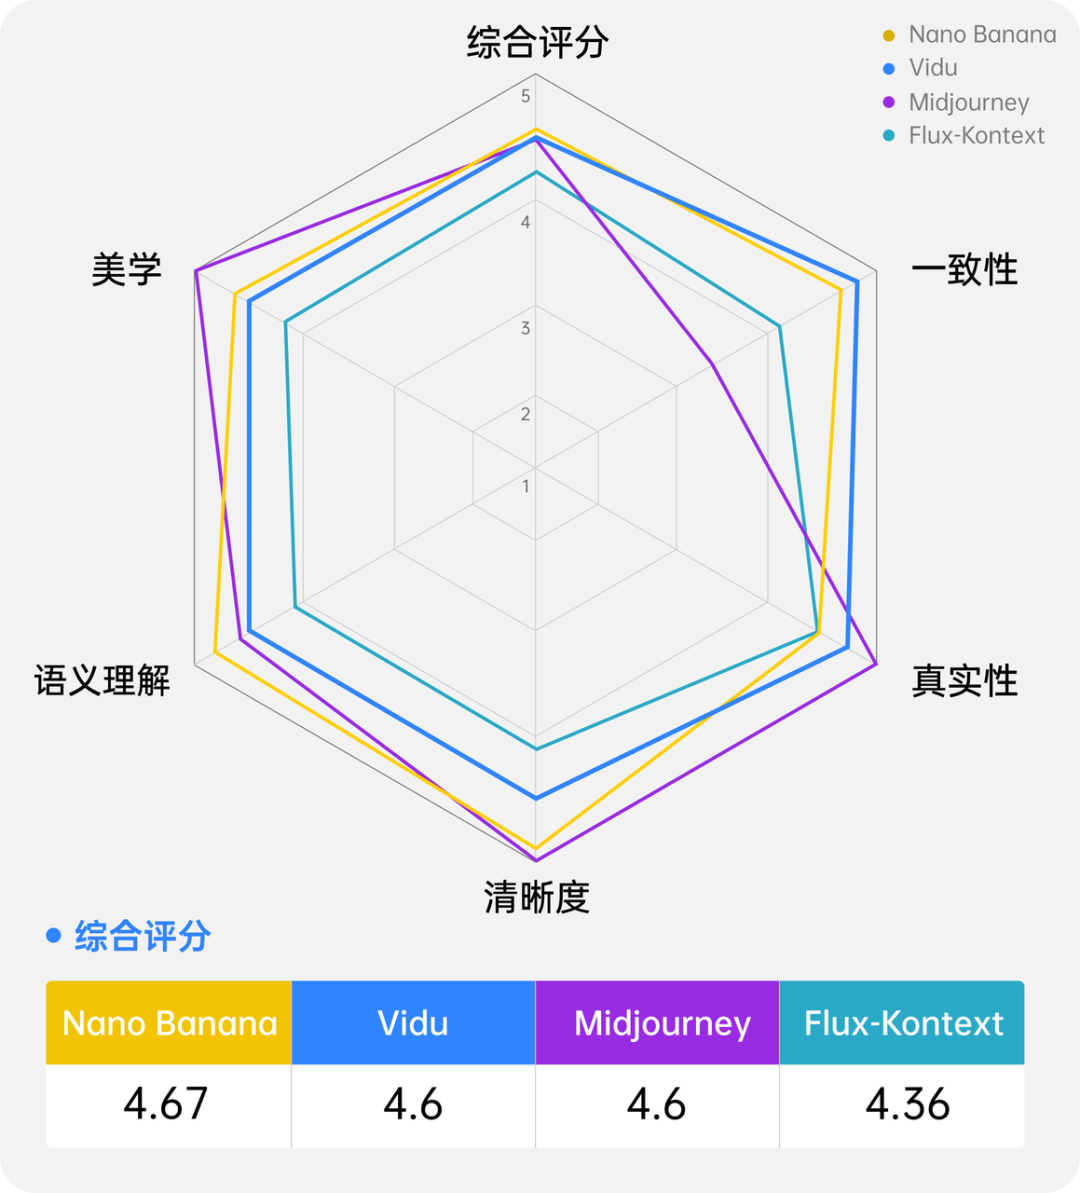 综合评分
Nano Banana
Vidu
Midjourney
Flux-Kontext
5
4
3
2
1
美学
一致性
语义理解
真实性
清晰度
综合评分
Nano Banana Vidu Midjourney Flux-Kontext
4.67 4.6 4.6 4.36